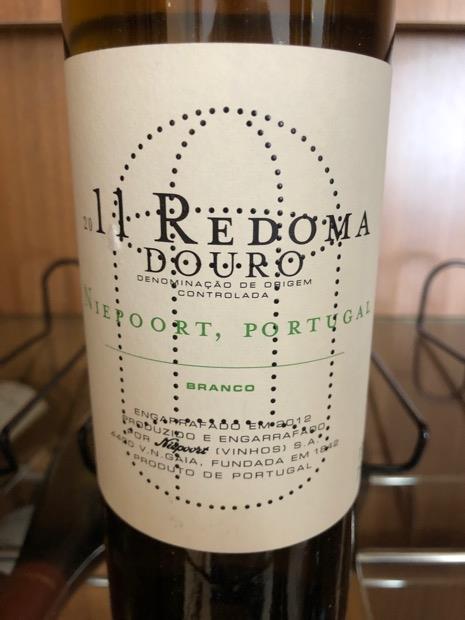 2011 REDOMA
DOURO
DENOMINAÇÃO DE ORIGEM
CONTROLADA
NIEPOORT, PORTUGAL
BRANCO
ENGARRAFADO EM 2012
PRODUZIDO E ENGARRAFADO
POR Niepoort (VINHOS) S.A.
4400 V.N.GAIA, FUNDADA EM 1842
PRODUTO DE PORTUGAL